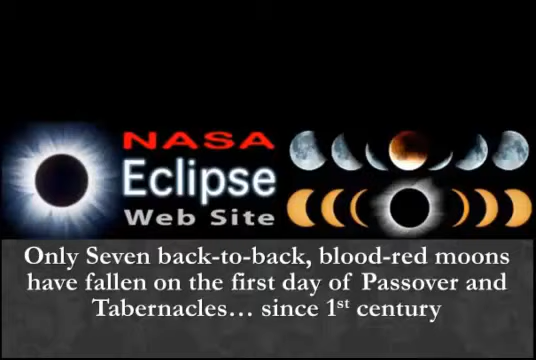 NASA
Eclipse
Web Site
Only Seven back-to-back, blood-red moons
have fallen on the first day of Passover and
Tabernacles… since 1st century